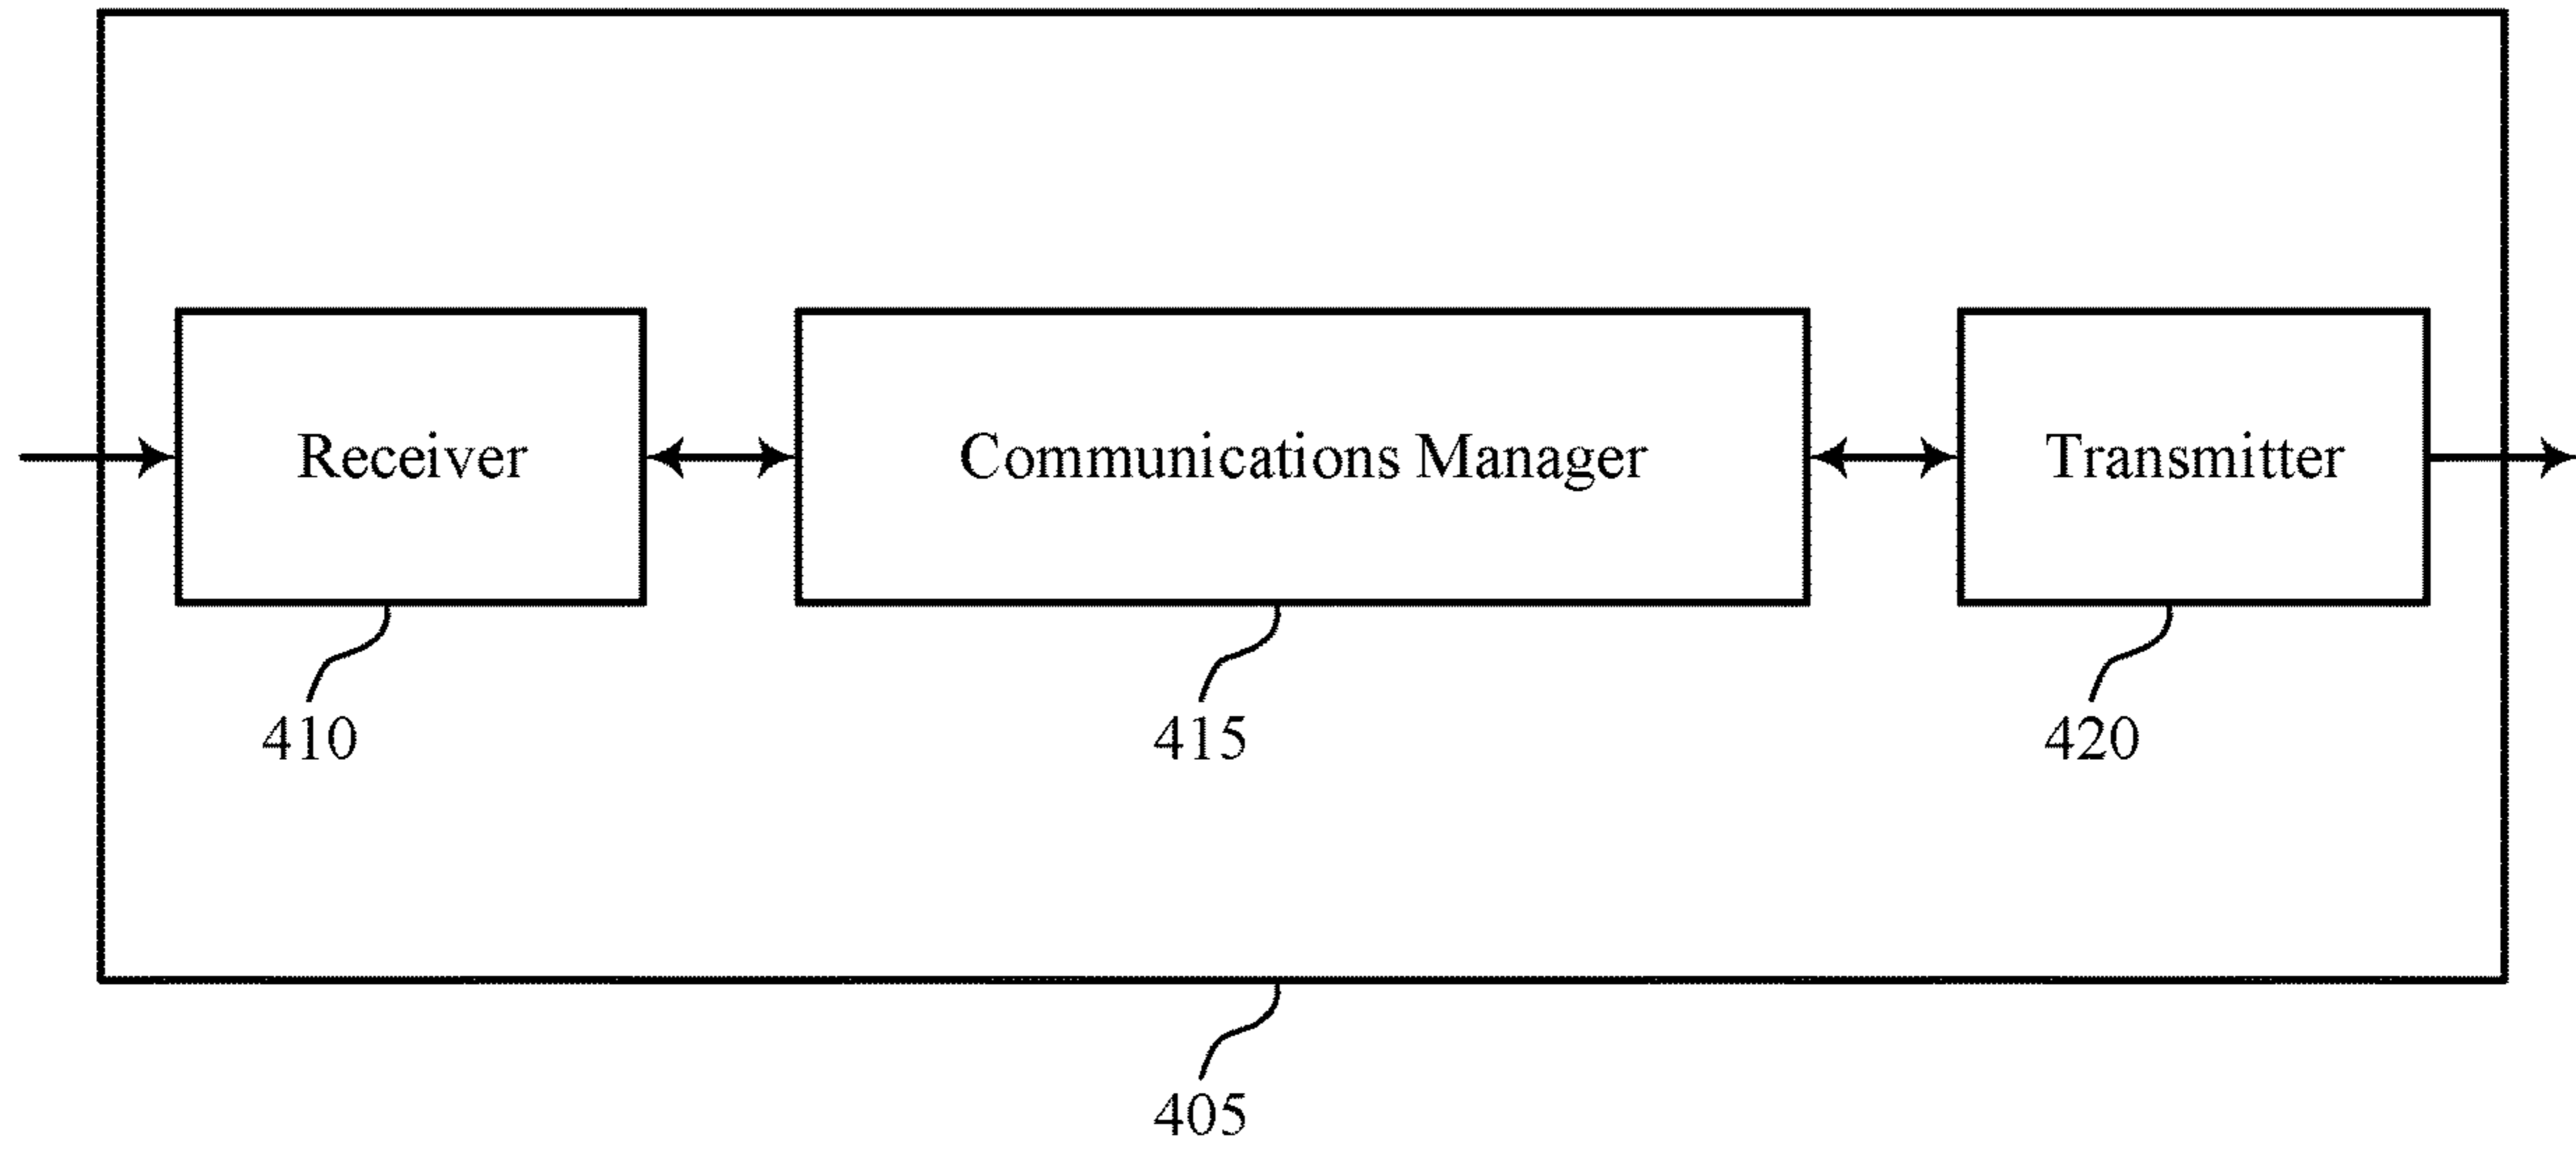 Receiver
Communications Manager
Transmitter
410
415
420
405